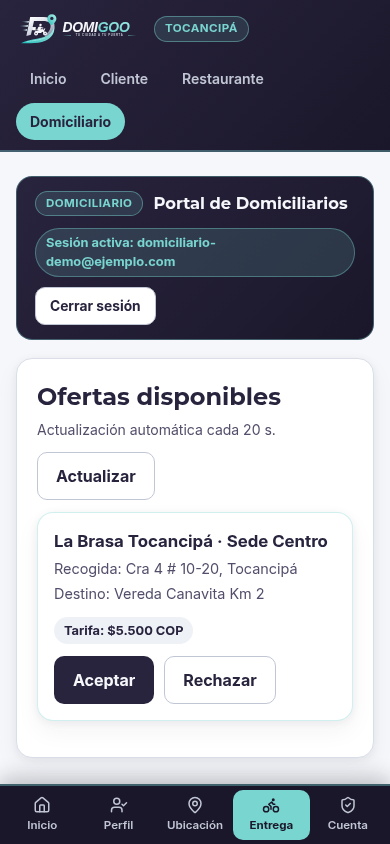 DOMIGOO
TU CIUDAD A TU PUERTA
TOCANCIPÁ
Inicio
Cliente
Restaurante
Domiciliario
DOMICILIARIO
Portal de Domiciliarios
Sesión activa: domiciliario-
demo@ejemplo.com
Cerrar sesión
Ofertas disponibles
Actualización automática cada 20 s.
Actualizar
La Brasa Tocancipá · Sede Centro
Recogida: Cra 4 # 10-20, Tocancipá
Destino: Vereda Canavita Km 2
Tarifa: $5.500 COP
Aceptar
Rechazar
Inicio
Perfil
Ubicación
Entrega
Cuenta